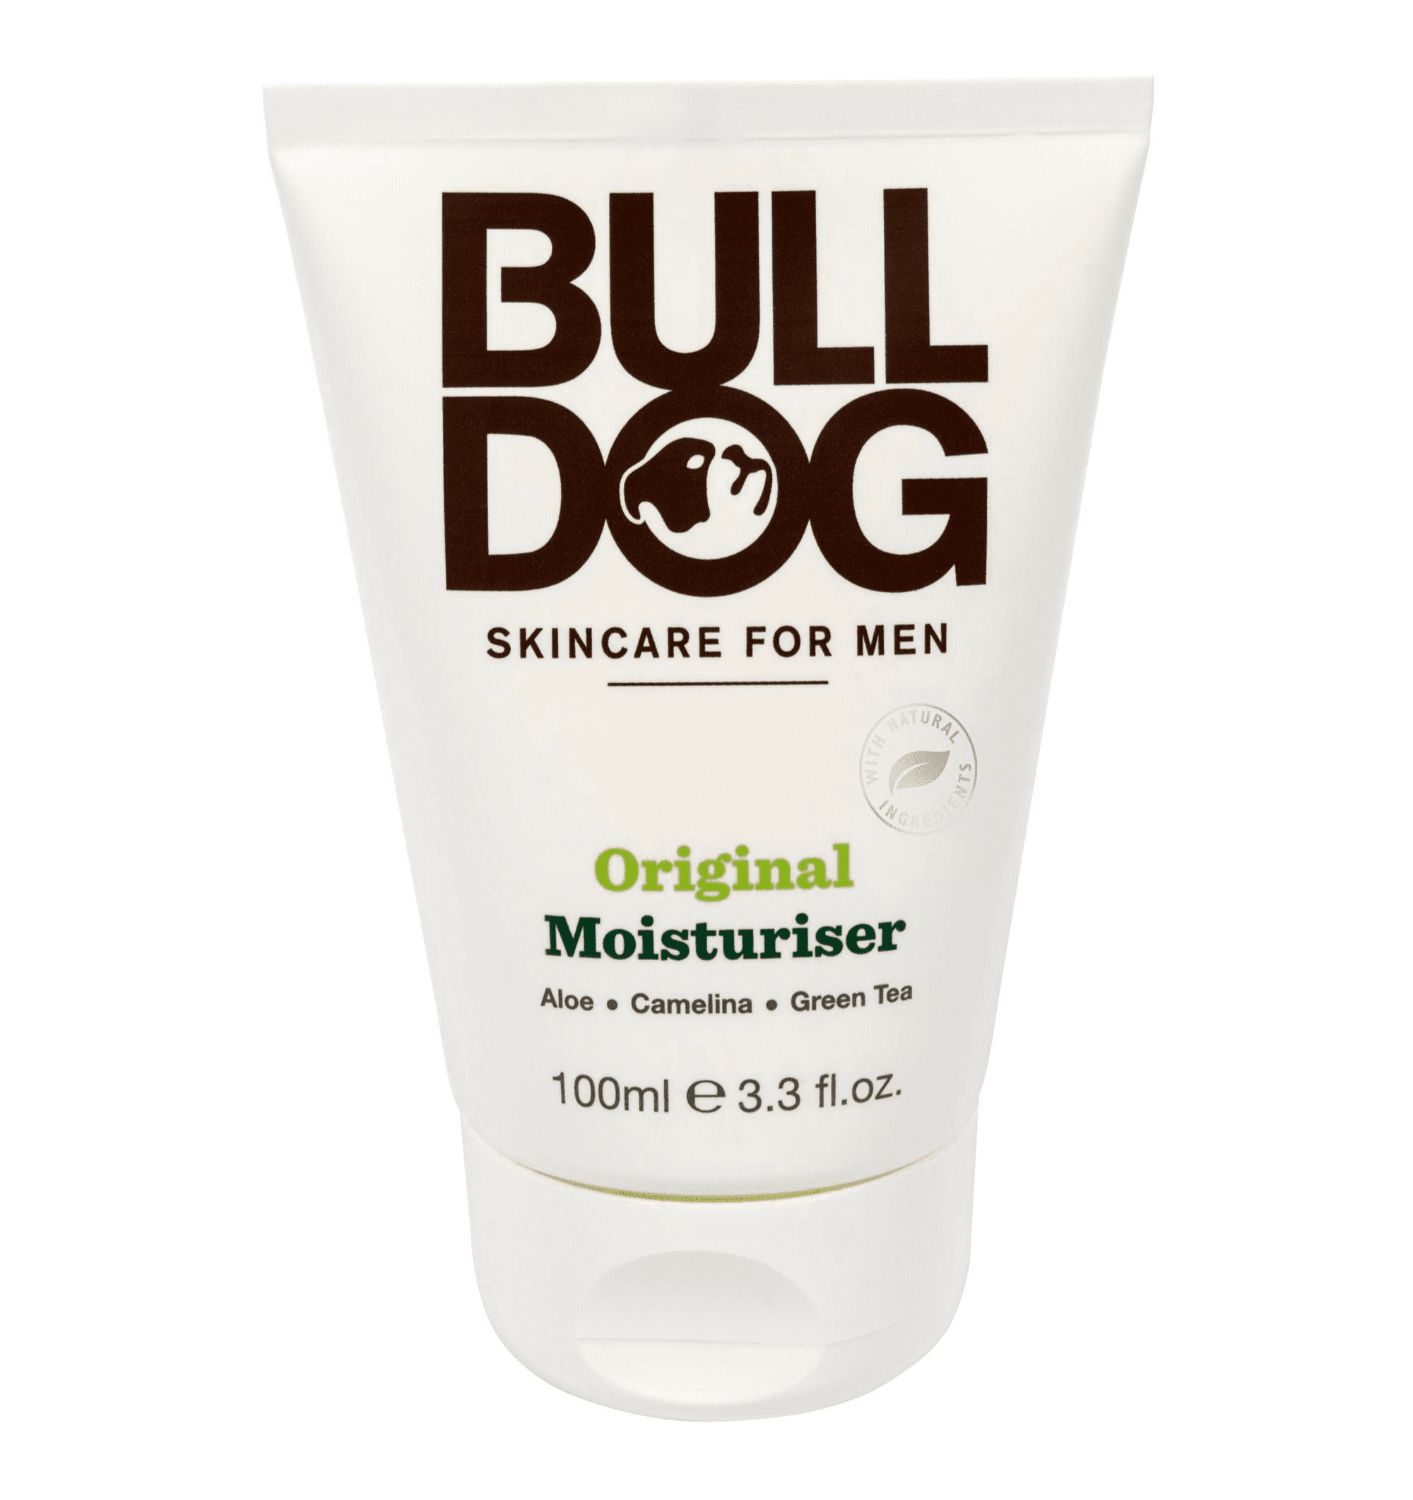 BULL
DOG
SKINCARE FOR MEN
WITH NATURAL
INGREDIENTS
Original
Moisturiser
Aloe • Camelina • Green Tea
100ml ℮ 3.3 fl.oz.